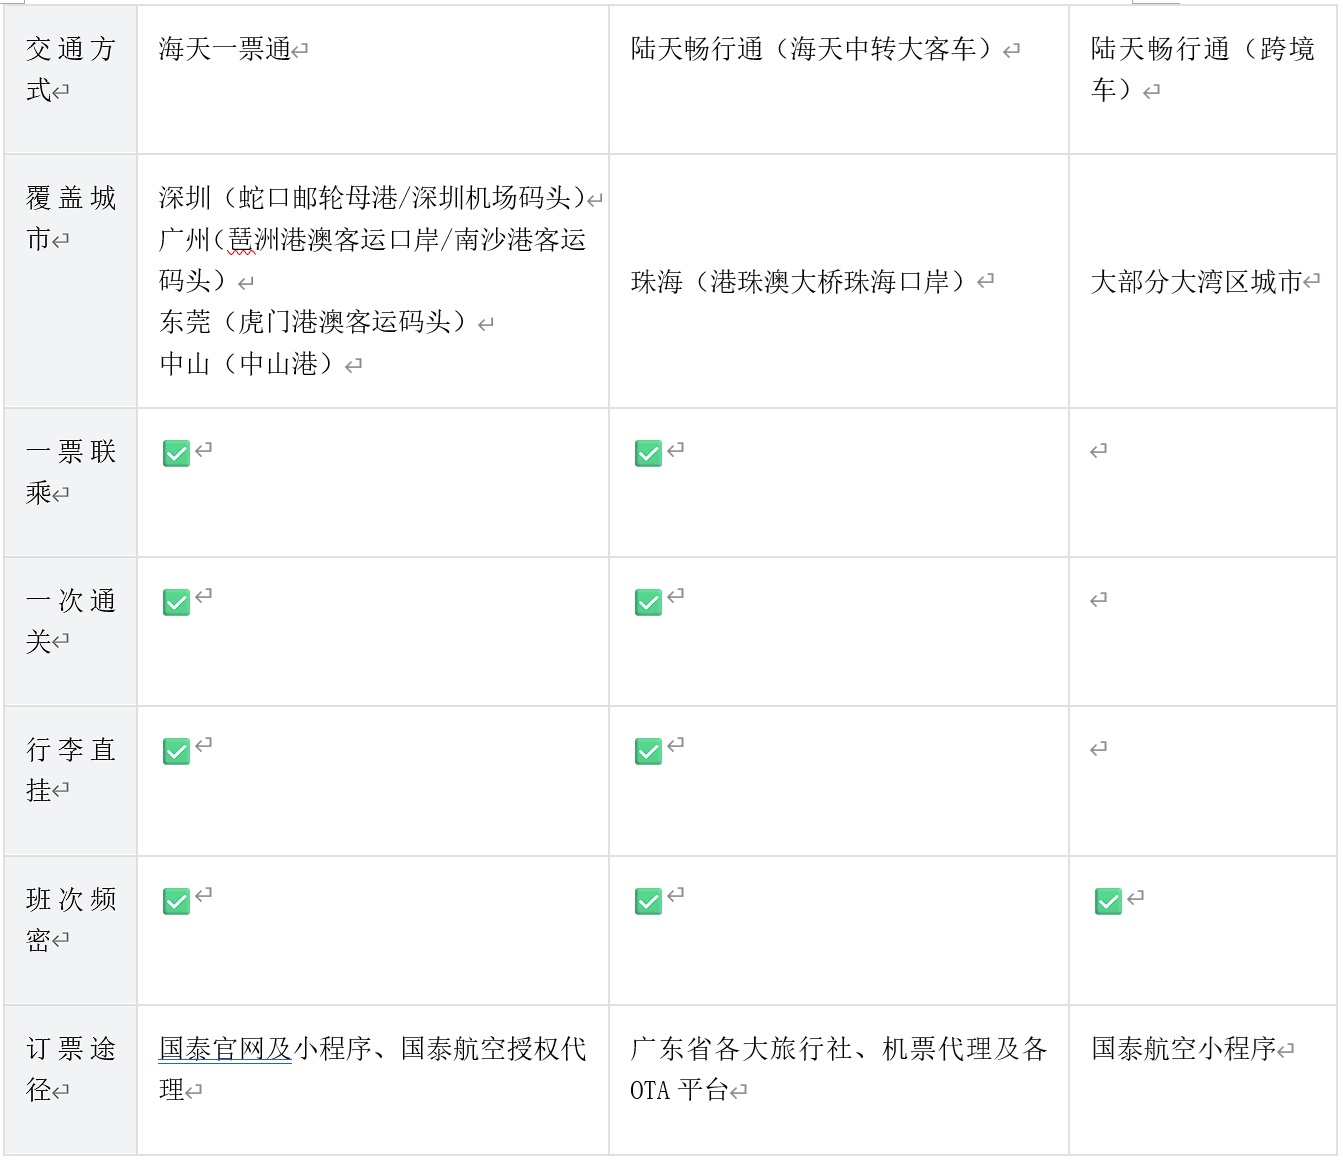 交通方式
海天一票通
陆天畅行通（海天中转大客车）
陆天畅行通（跨境
车）
覆盖城市
深圳（蛇口邮轮母港/深圳机场码头）
广州（琶洲港澳客运口岸/南沙港客运
码头）
东莞（虎门港澳客运码头）
中山（中山港）
珠海（港珠澳大桥珠海口岸）
大部分大湾区城市
一票联乘
一次通关
行李直挂
班次频密
订票途径
国泰官网及小程序、国泰航空授权代
理
广东省各大旅行社、机票代理及各
OTA 平台
国泰航空小程序